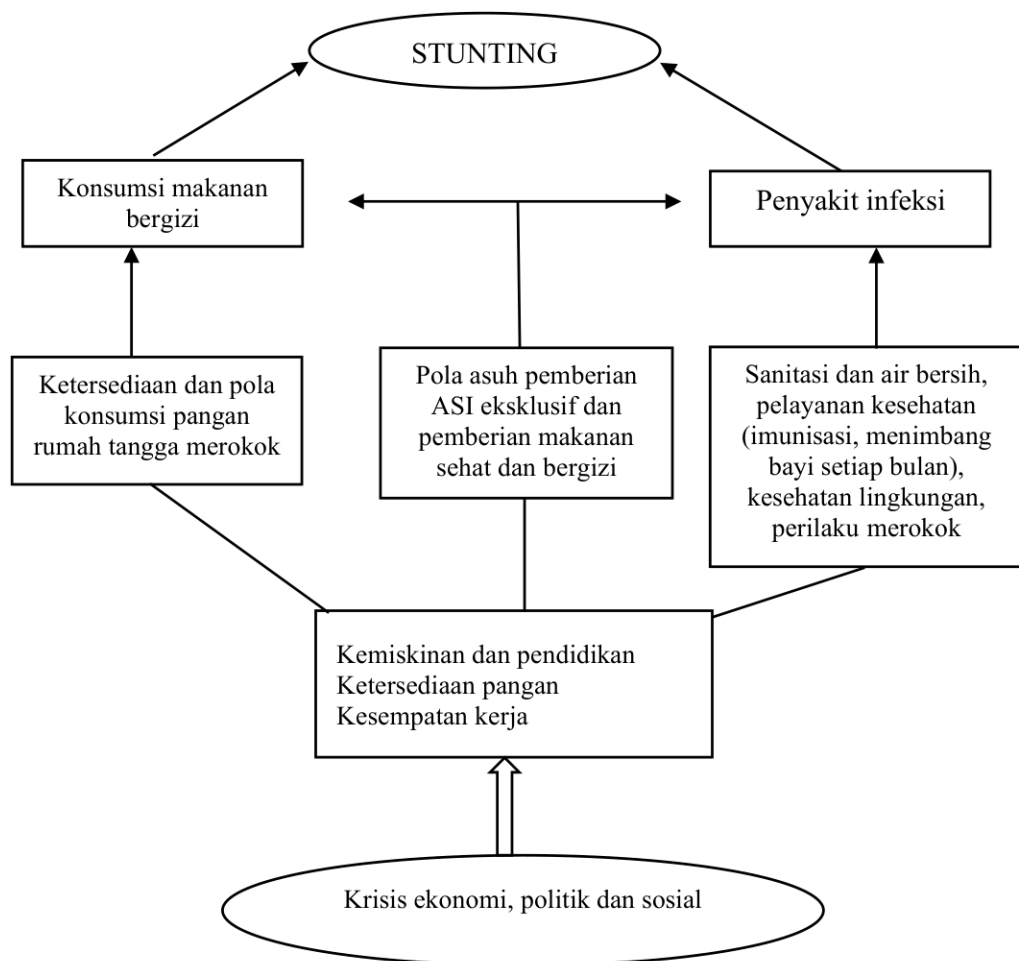 STUNTING
Konsumsi makanan
bergizi
Penyakit infeksi
Ketersediaan dan pola
konsumsi pangan
rumah tangga merokok
Pola asuh pemberian
ASI eksklusif dan
pemberian makanan
sehat dan bergizi
Sanitasi dan air bersih,
pelayanan kesehatan
(imunisasi, menimbang
bayi setiap bulan),
kesehatan lingkungan,
perilaku merokok
Kemiskinan dan pendidikan
Ketersediaan pangan
Kesempatan kerja
Krisis ekonomi, politik dan sosial